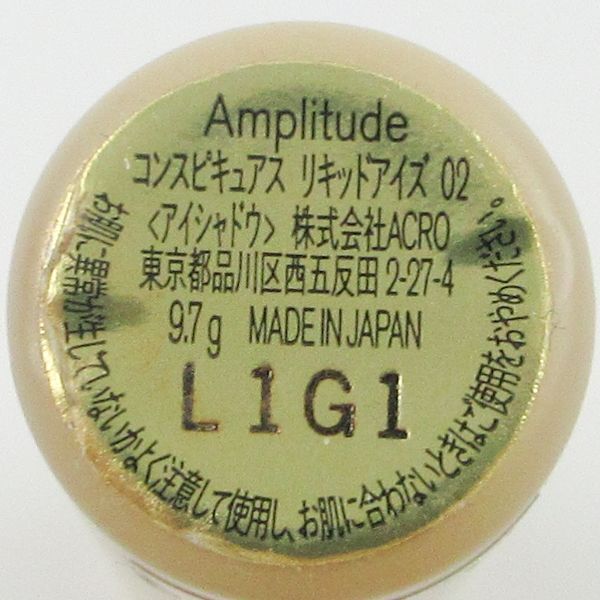 Amplitude
コンスピキュアス リキッドアイズ 02
〈アイシャドウ〉 株式会社ACRO
東京都品川区西五反田2-27-4
9.7g MADE IN JAPAN
L1G1
お肌に異常が生じていないかよく注意して使用し、お肌に合わないときはご使用をおやめください。